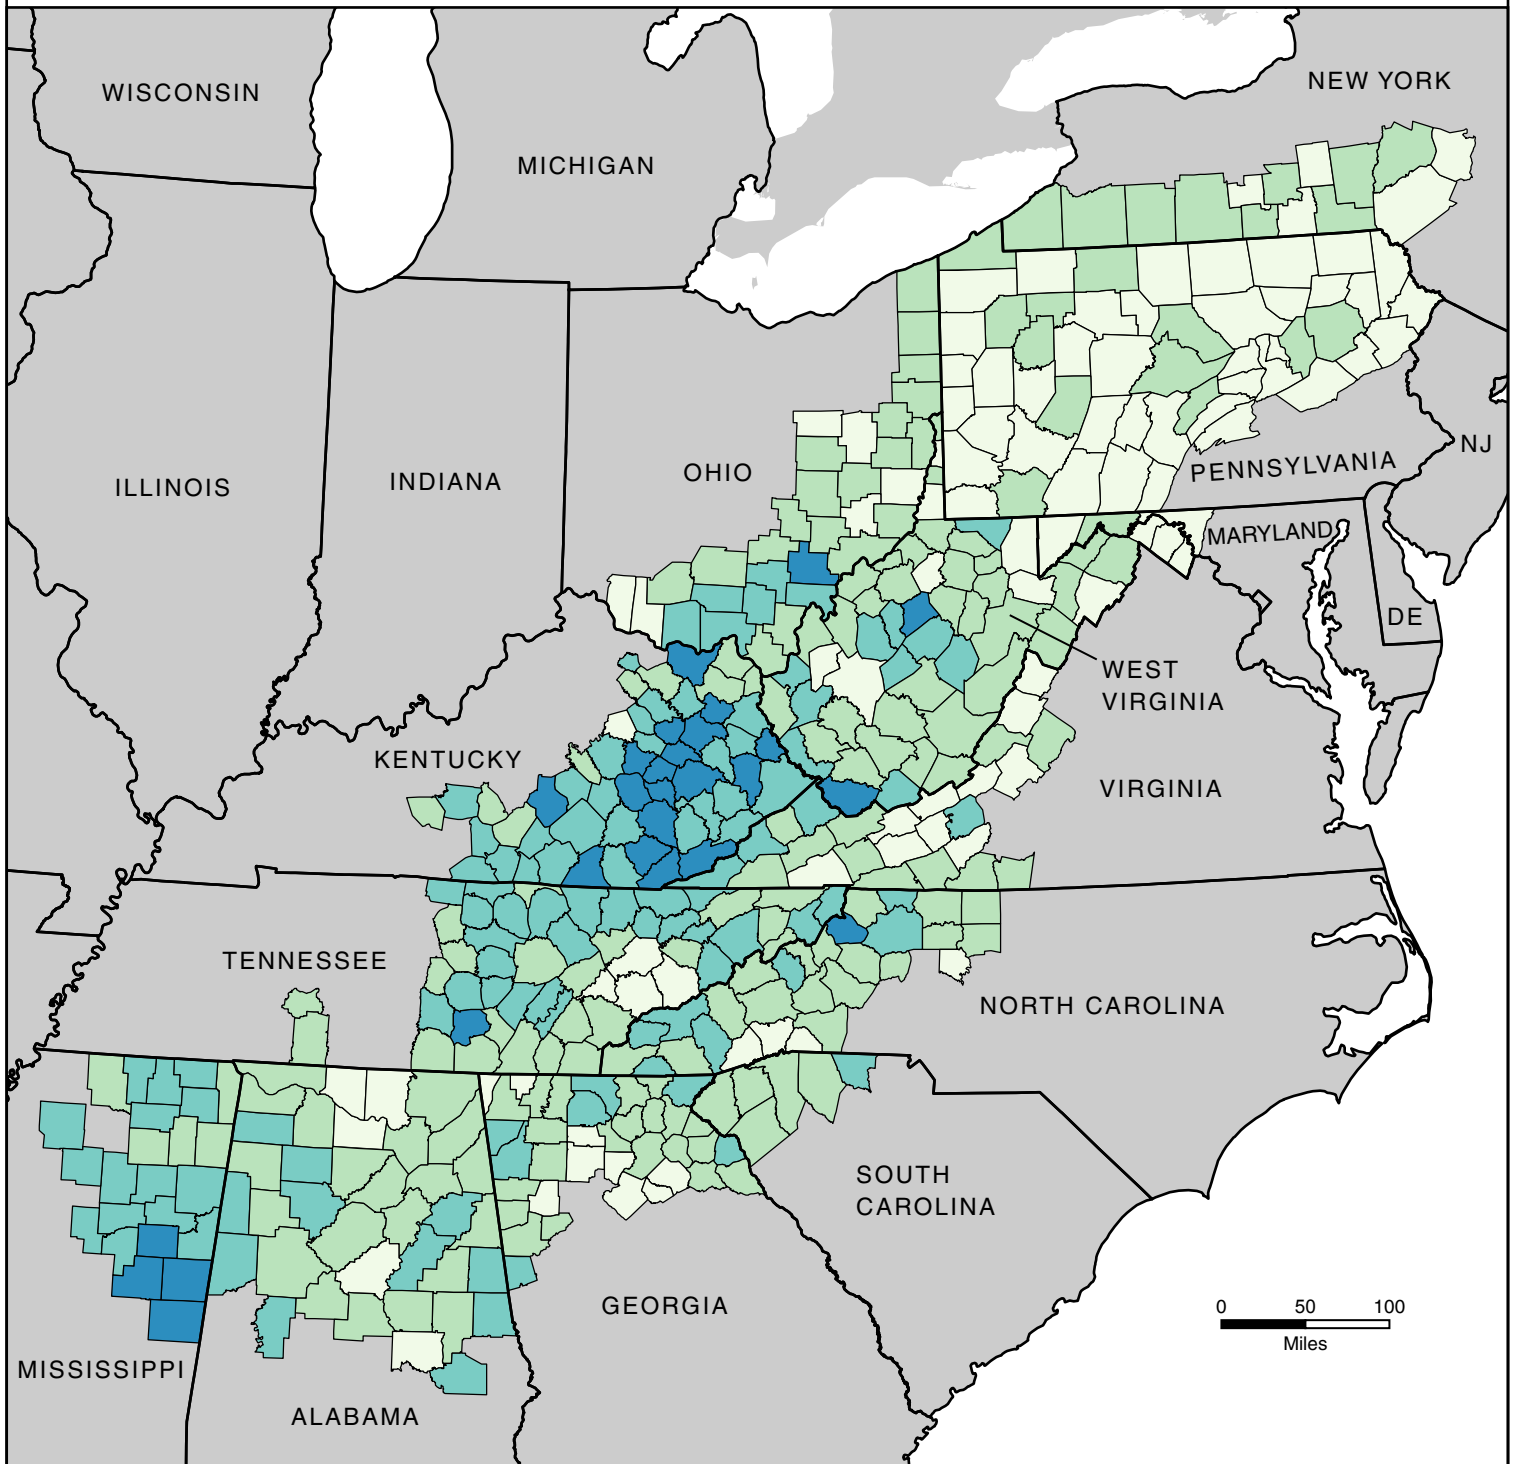 WISCONSIN
NEW YORK
MICHIGAN
NJ
PENNSYLVANIA
OHIO
INDIANA
ILLINOIS
MARYLAND
DE
WEST
VIRGINIA
KENTUCKY
VIRGINIA
TENNESSEE
NORTH CAROLINA
SOUTH
CAROLINA
GEORGIA
0 50 100
Miles
MISSISSIPPI
ALABAMA